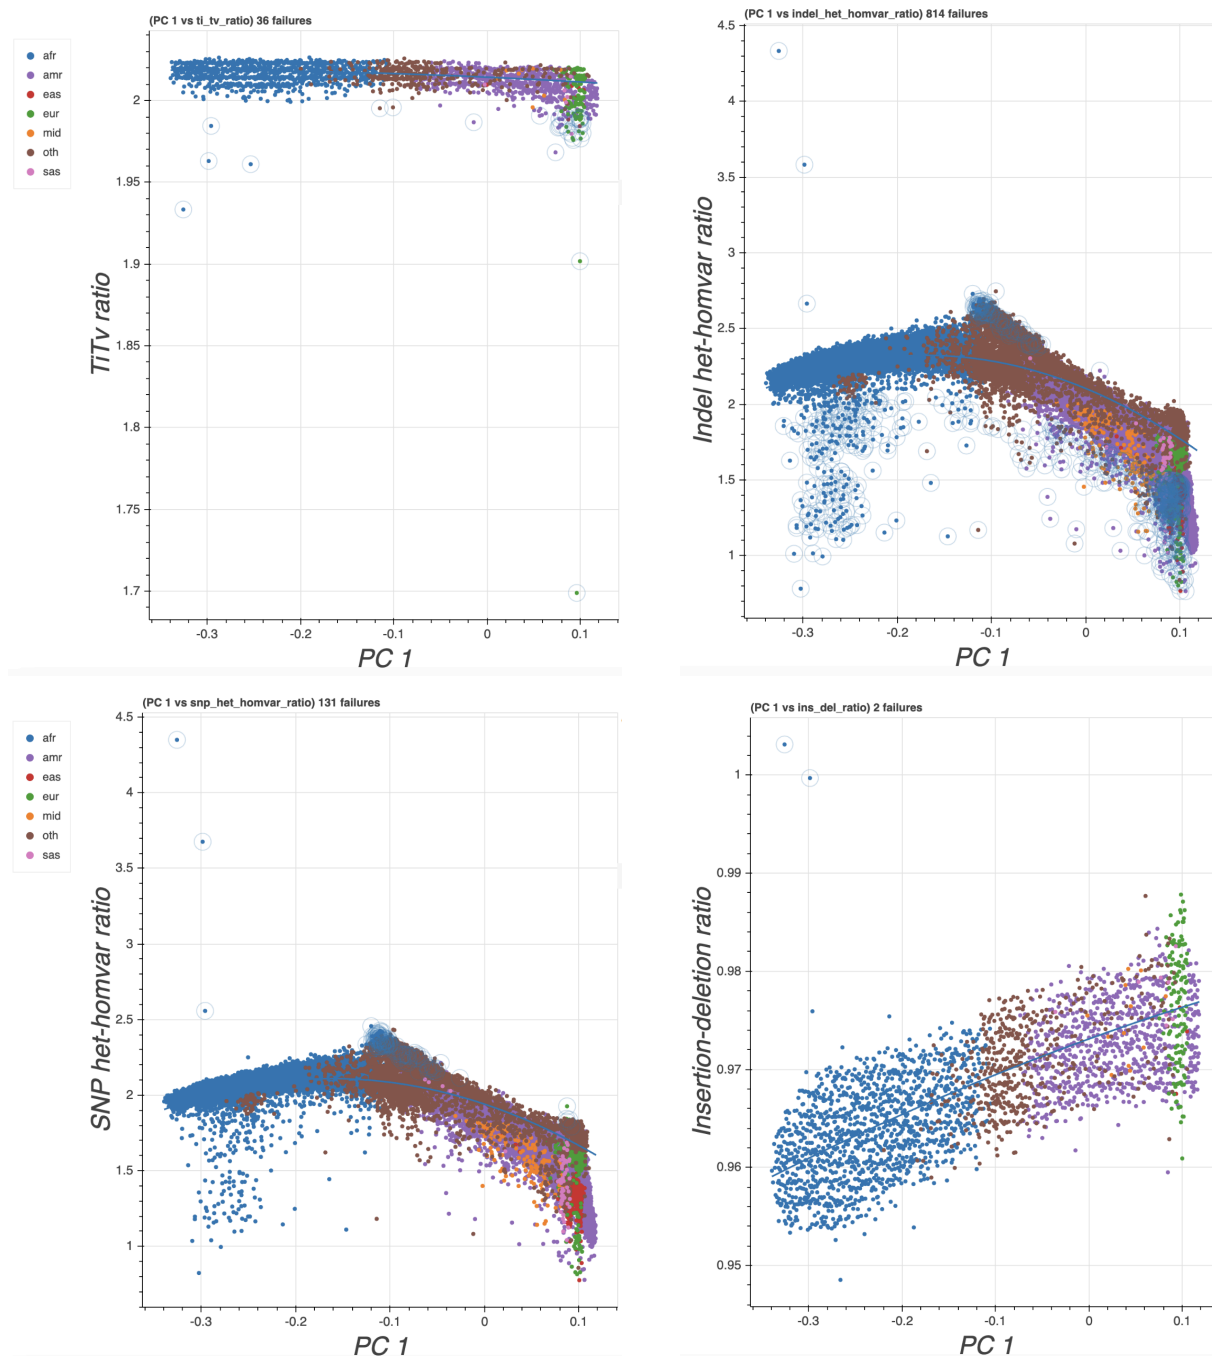 (PC 1 vs ti_tv_ratio) 36 failures
afr
amr
eas
eur
mid
oth
sas
TiTv ratio
2
1.95
1.9
1.85
1.8
1.75
1.7
-0.3
-0.2
-0.1
0
0.1
PC 1
(PC 1 vs indel_het_homvar_ratio) 814 failures
Indel het-homvar ratio
4.5
4
3.5
3
2.5
2
1.5
1
-0.3
-0.2
-0.1
0
0.1
PC 1
(PC 1 vs snp_het_homvar_ratio) 131 failures
afr
amr
eas
eur
mid
oth
sas
SNP het-homvar ratio
4.5
4
3.5
3
2.5
2
1.5
1
-0.3
-0.2
-0.1
0
0.1
PC 1
(PC 1 vs ins_del_ratio) 2 failures
Insertion-deletion ratio
1
0.99
0.98
0.97
0.96
0.95
-0.3
-0.2
-0.1
0
0.1
PC 1